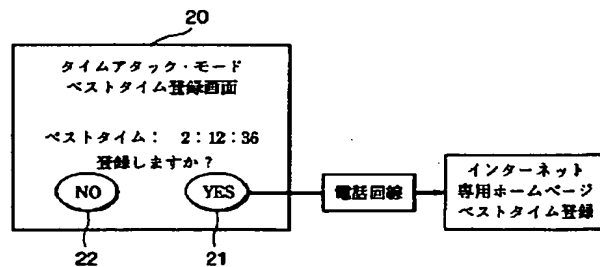 20
タイムアタック・モード
ベストタイム登録画面
ベストタイム： 2：12：36
登録しますか？
NO
YES
22
21
電話回線
インターネット
専用ホームページ
ベストタイム登録